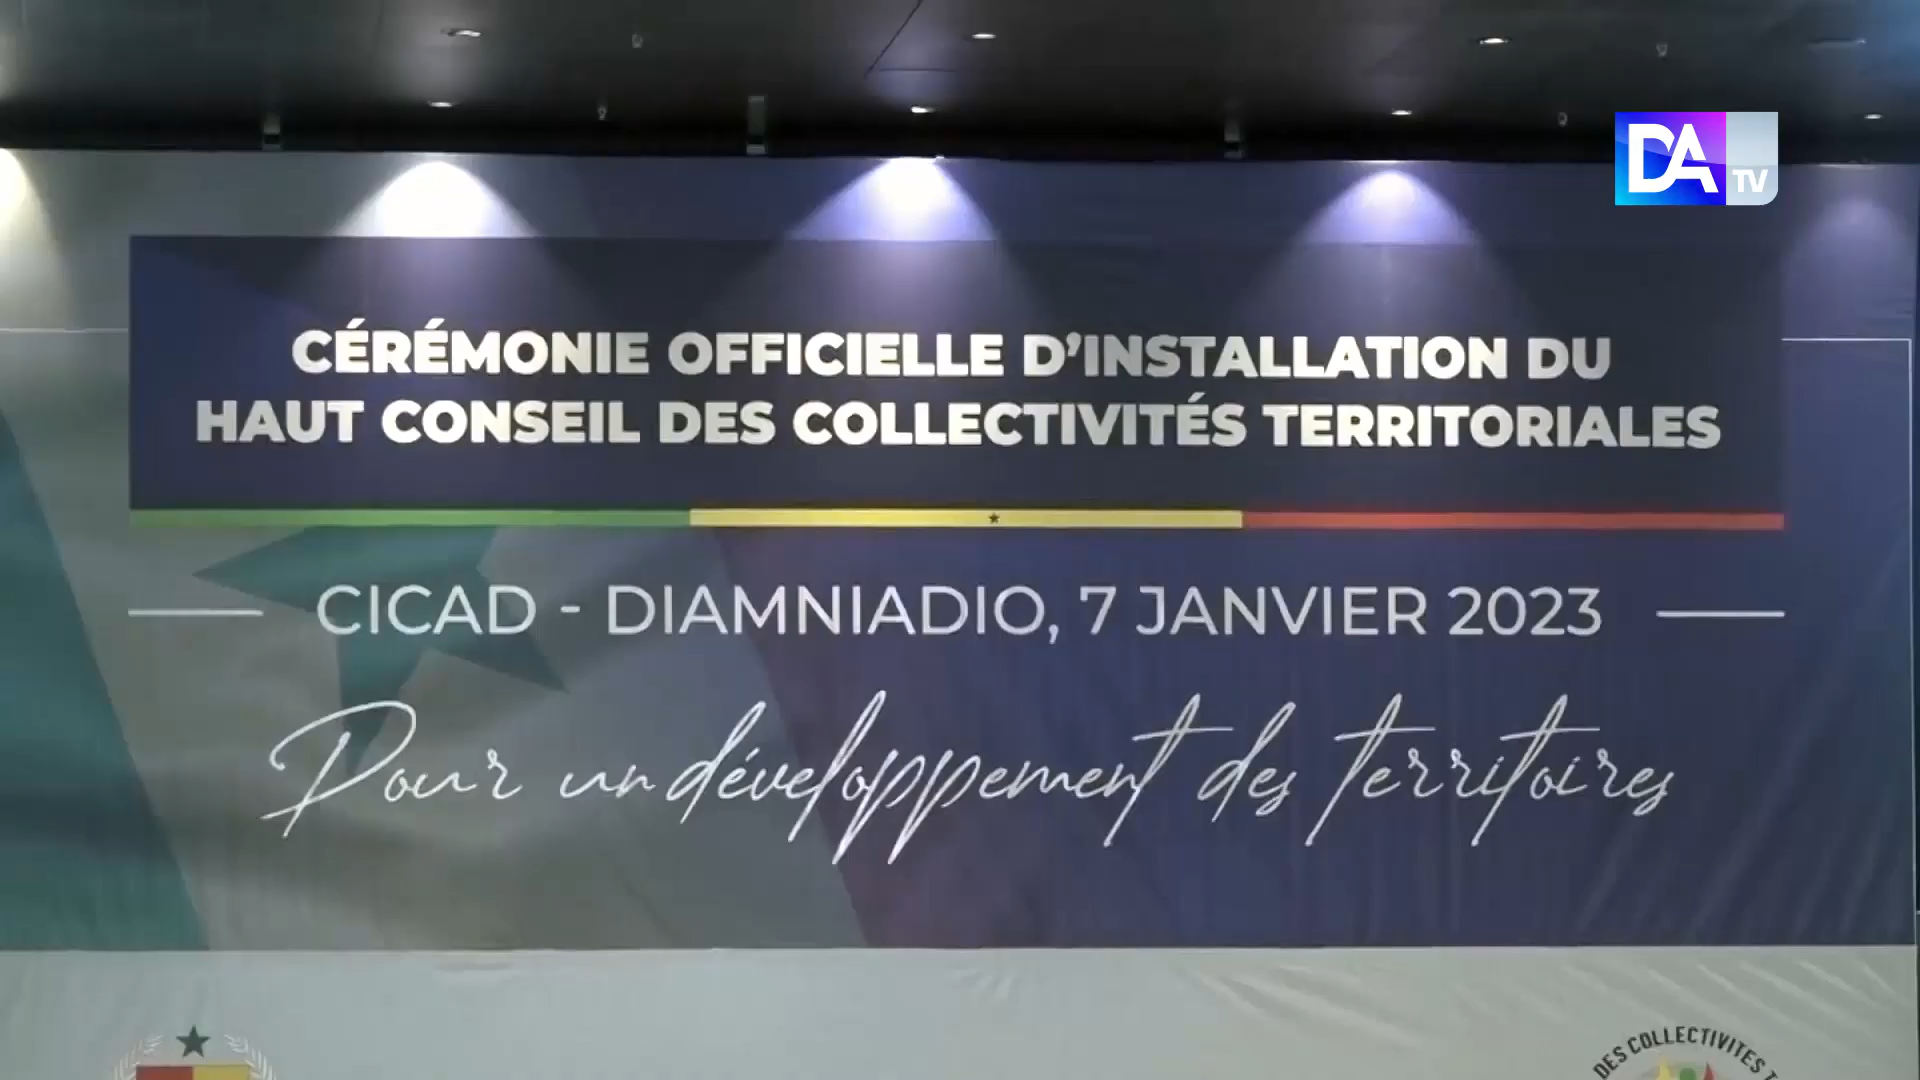 DA TV
CÉRÉMONIE OFFICIELLE D'INSTALLATION DU
HAUT CONSEIL DES COLLECTIVITÉS TERRITORIALES
CICAD - DIAMNIADIO, 7 JANVIER 2023
Pour un développement des territoires
DES COLLECTIVITES T